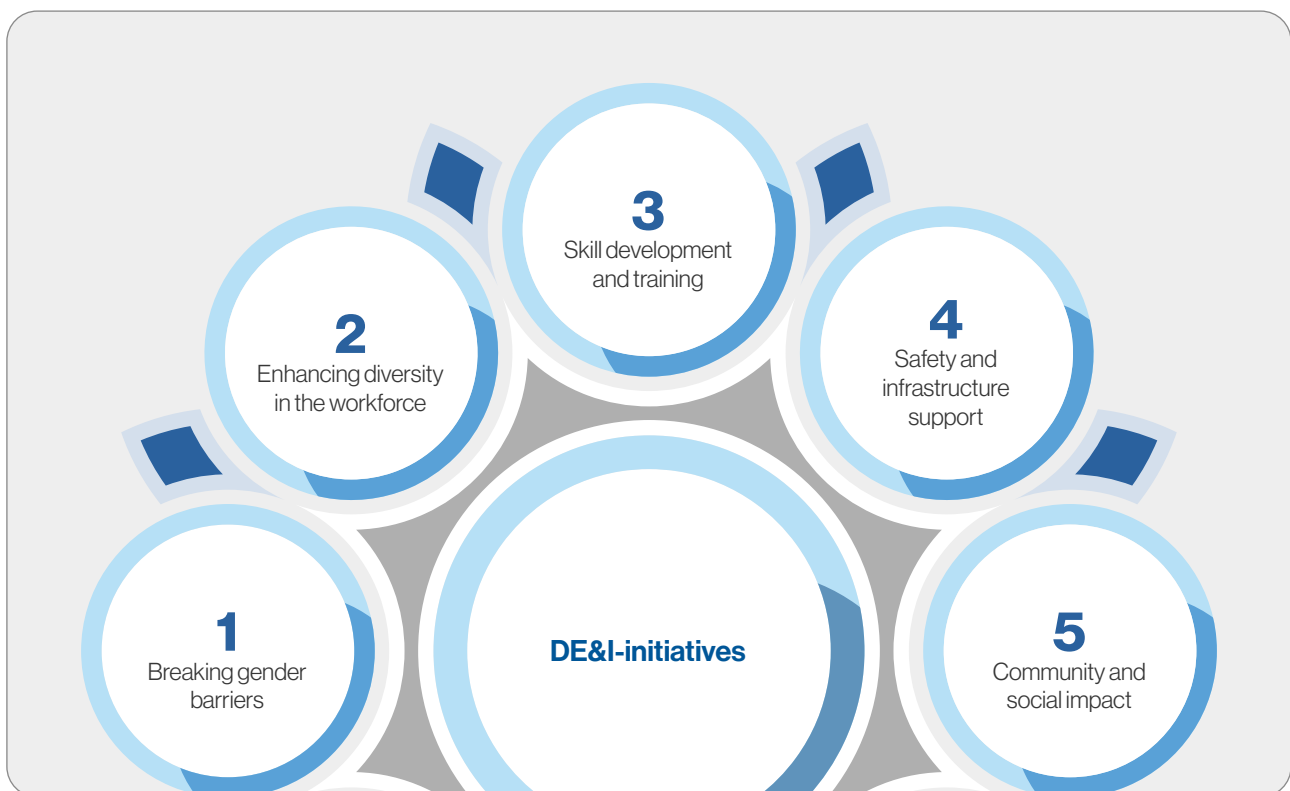 1
Breaking gender
barriers
2
Enhancing diversity
in the workforce
3
Skill development
and training
4
Safety and
infrastructure
support
5
Community and
social impact
DE&I-initiatives